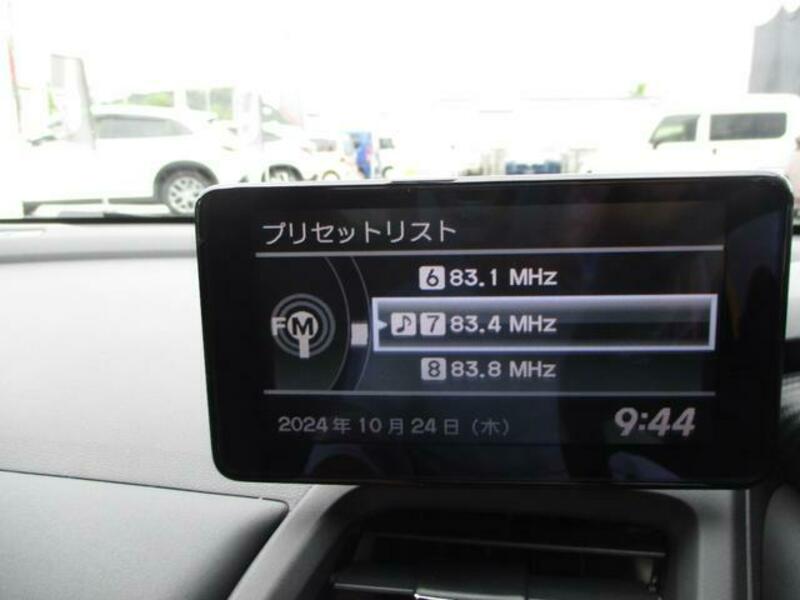 プリセットリスト
6 83.1 MHz
FM
7 83.4 MHz
8 83.8 MHz
2024年10月24日(木) 9:44